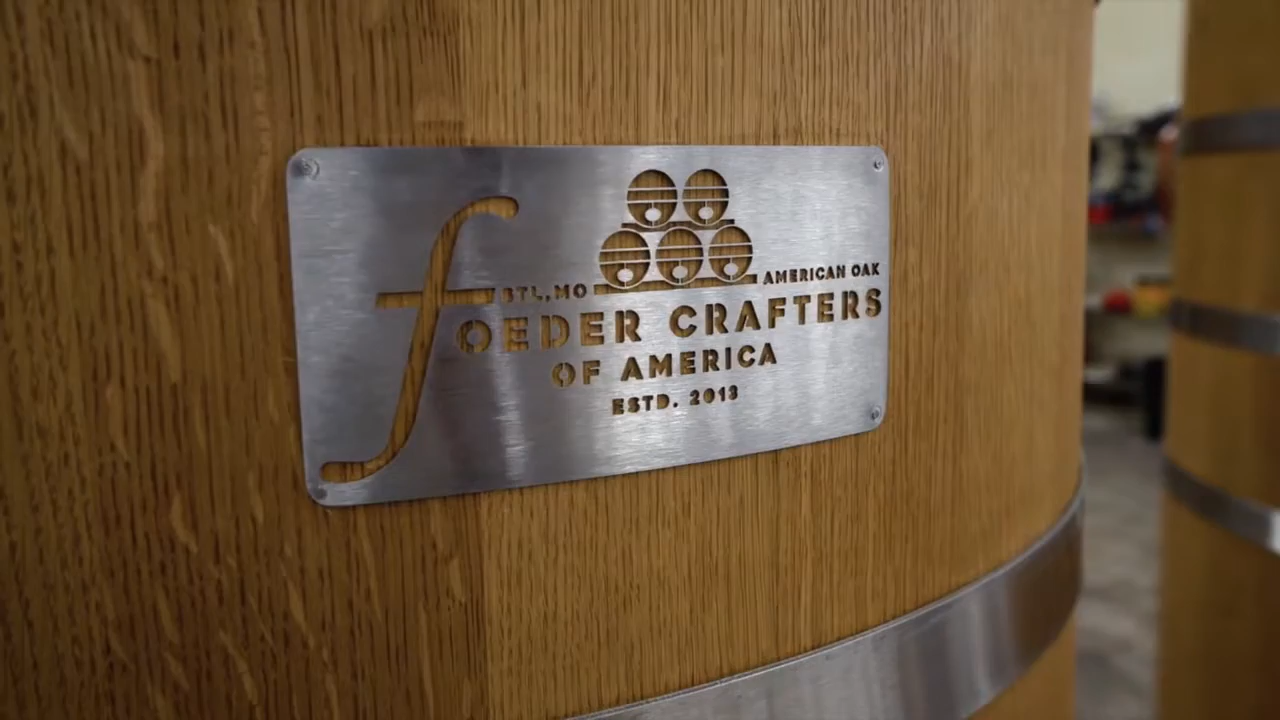 STL, MO AMERICAN OAK
fOEDER CRAFTERS
OF AMERICA
ESTD. 2013